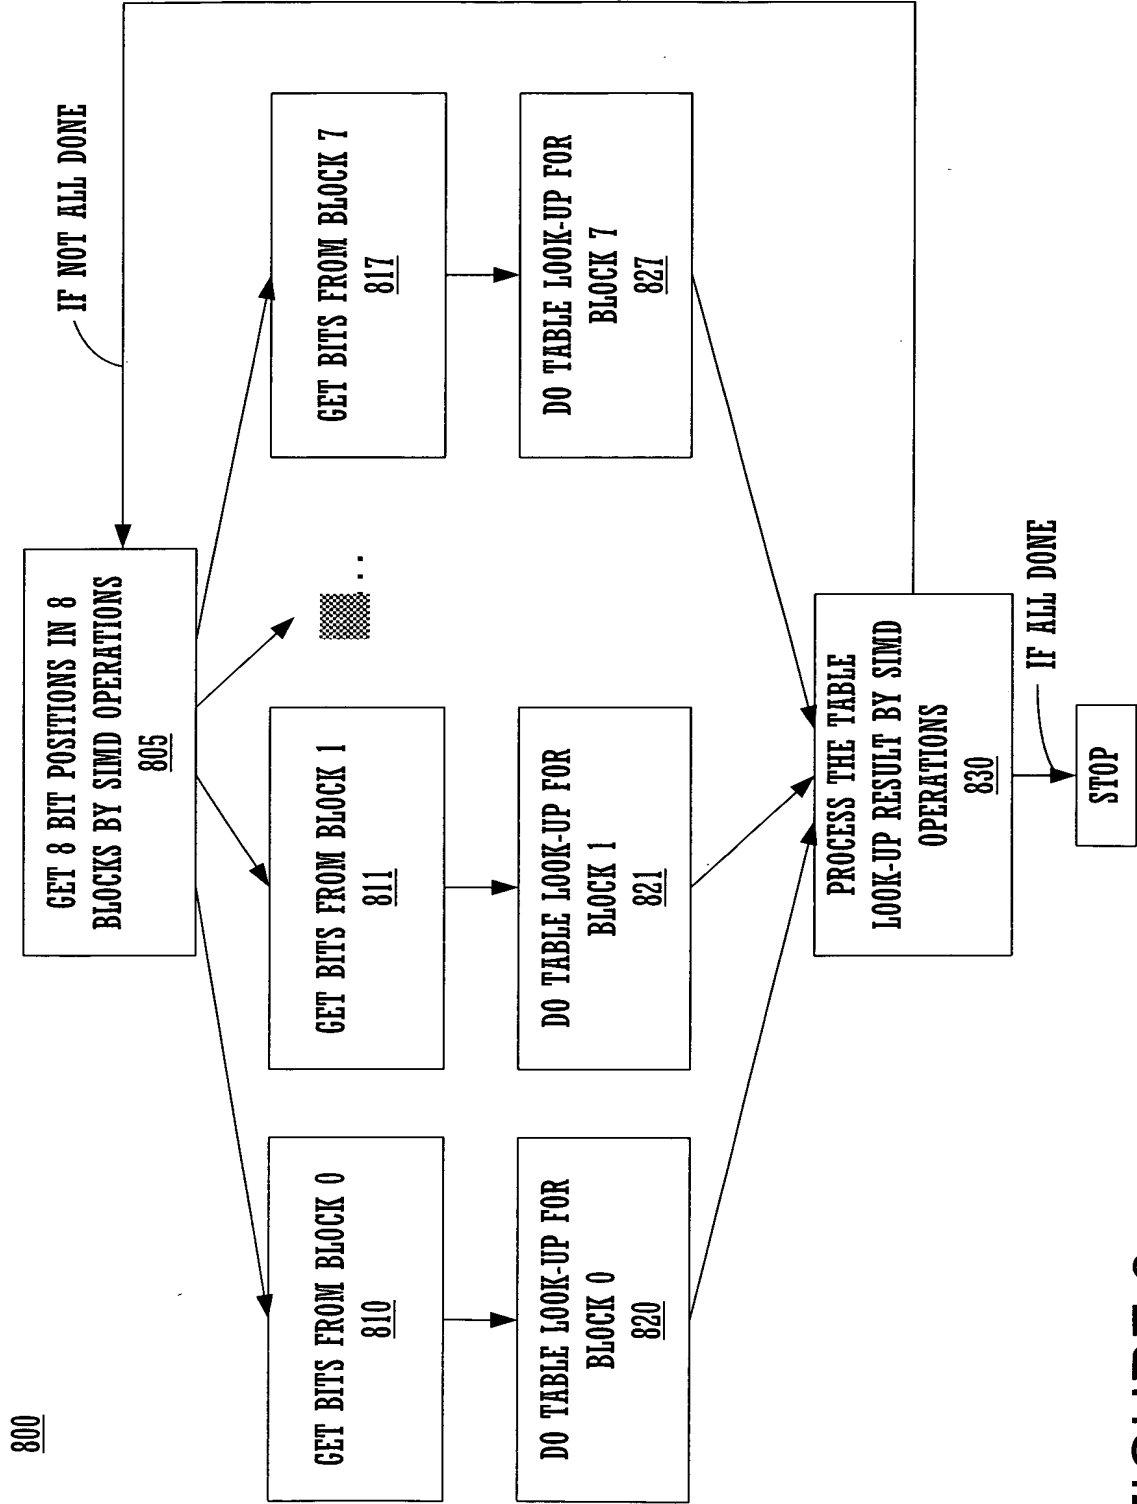 800
GET 8 BIT POSITIONS IN 8
BLOCKS BY SIMD OPERATIONS
805
IF NOT ALL DONE
GET BITS FROM BLOCK 0
810
GET BITS FROM BLOCK 1
811
..
GET BITS FROM BLOCK 7
817
DO TABLE LOOK-UP FOR
BLOCK 0
820
DO TABLE LOOK-UP FOR
BLOCK 1
821
DO TABLE LOOK-UP FOR
BLOCK 7
827
PROCESS THE TABLE
LOOK-UP RESULT BY SIMD
OPERATIONS
830
IF ALL DONE
STOP